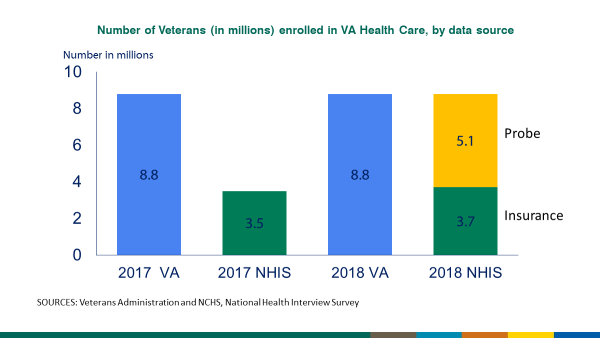 Number of Veterans (in millions) enrolled in VA Health Care, by data source
Number in millions
10
8
6
4
2
0
8.8
3.5
8.8
5.1
3.7
Probe
Insurance
2017 VA
2017 NHIS
2018 VA
2018 NHIS
SOURCES: Veterans Administration and NCHS, National Health Interview Survey